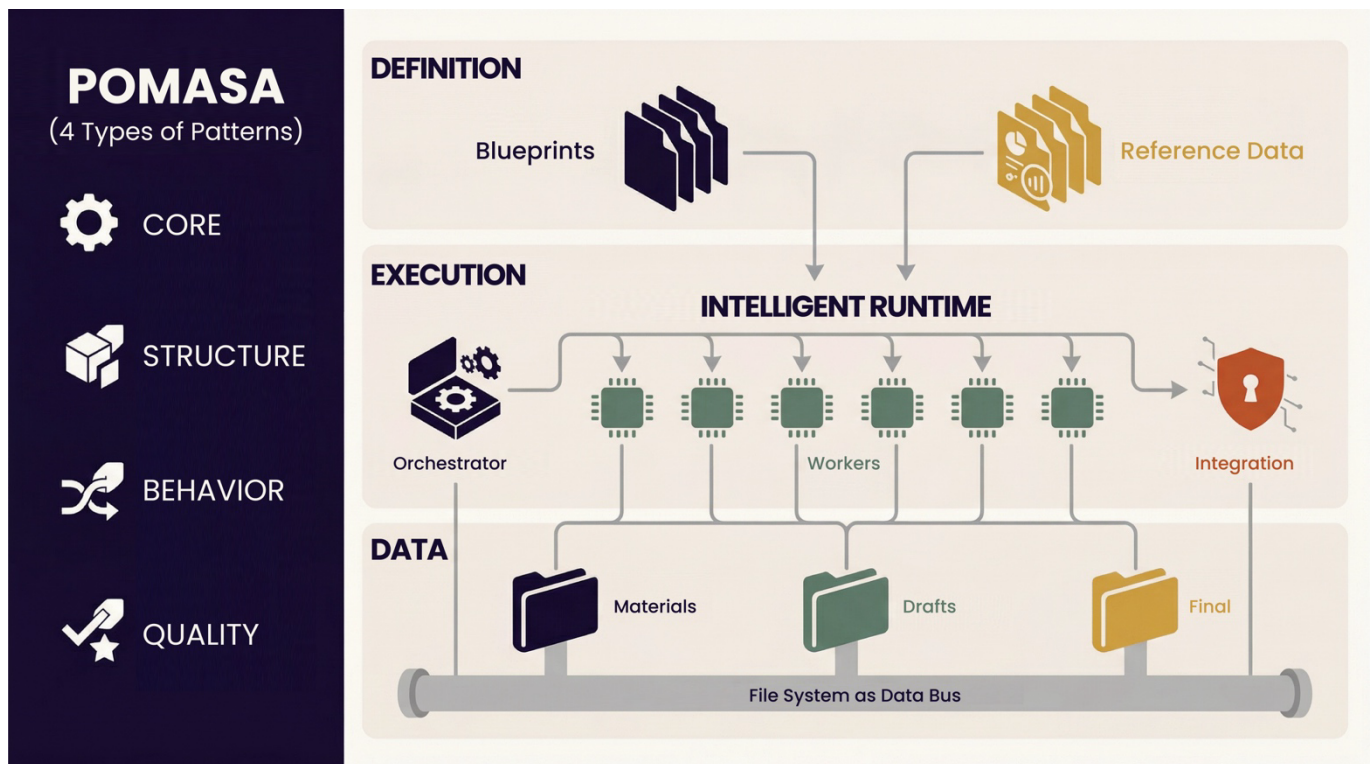 POMASA
(4 Types of Patterns)
CORE
STRUCTURE
BEHAVIOR
QUALITY
DEFINITION
Blueprints
Reference Data
EXECUTION
INTELLIGENT RUNTIME
Orchestrator
Workers
Integration
DATA
Materials
Drafts
Final
File System as Data Bus